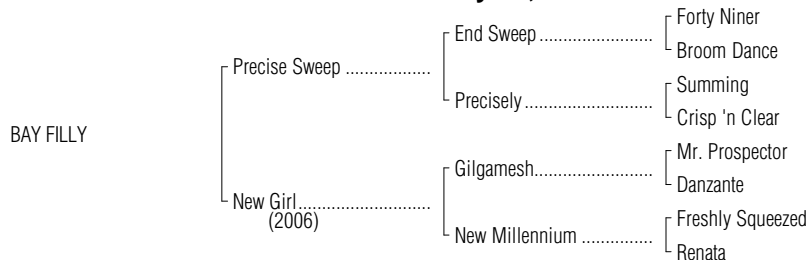 Forty Niner
End Sweep ....................
Broom Dance
Precise Sweep ...................
Summing
Precisely .......................
Crisp 'n Clear
BAY FILLY
Mr. Prospector
Gilgamesh.....................
Danzante
New Girl.............................
(2006)
Freshly Squeezed
New Millennium ................
Renata